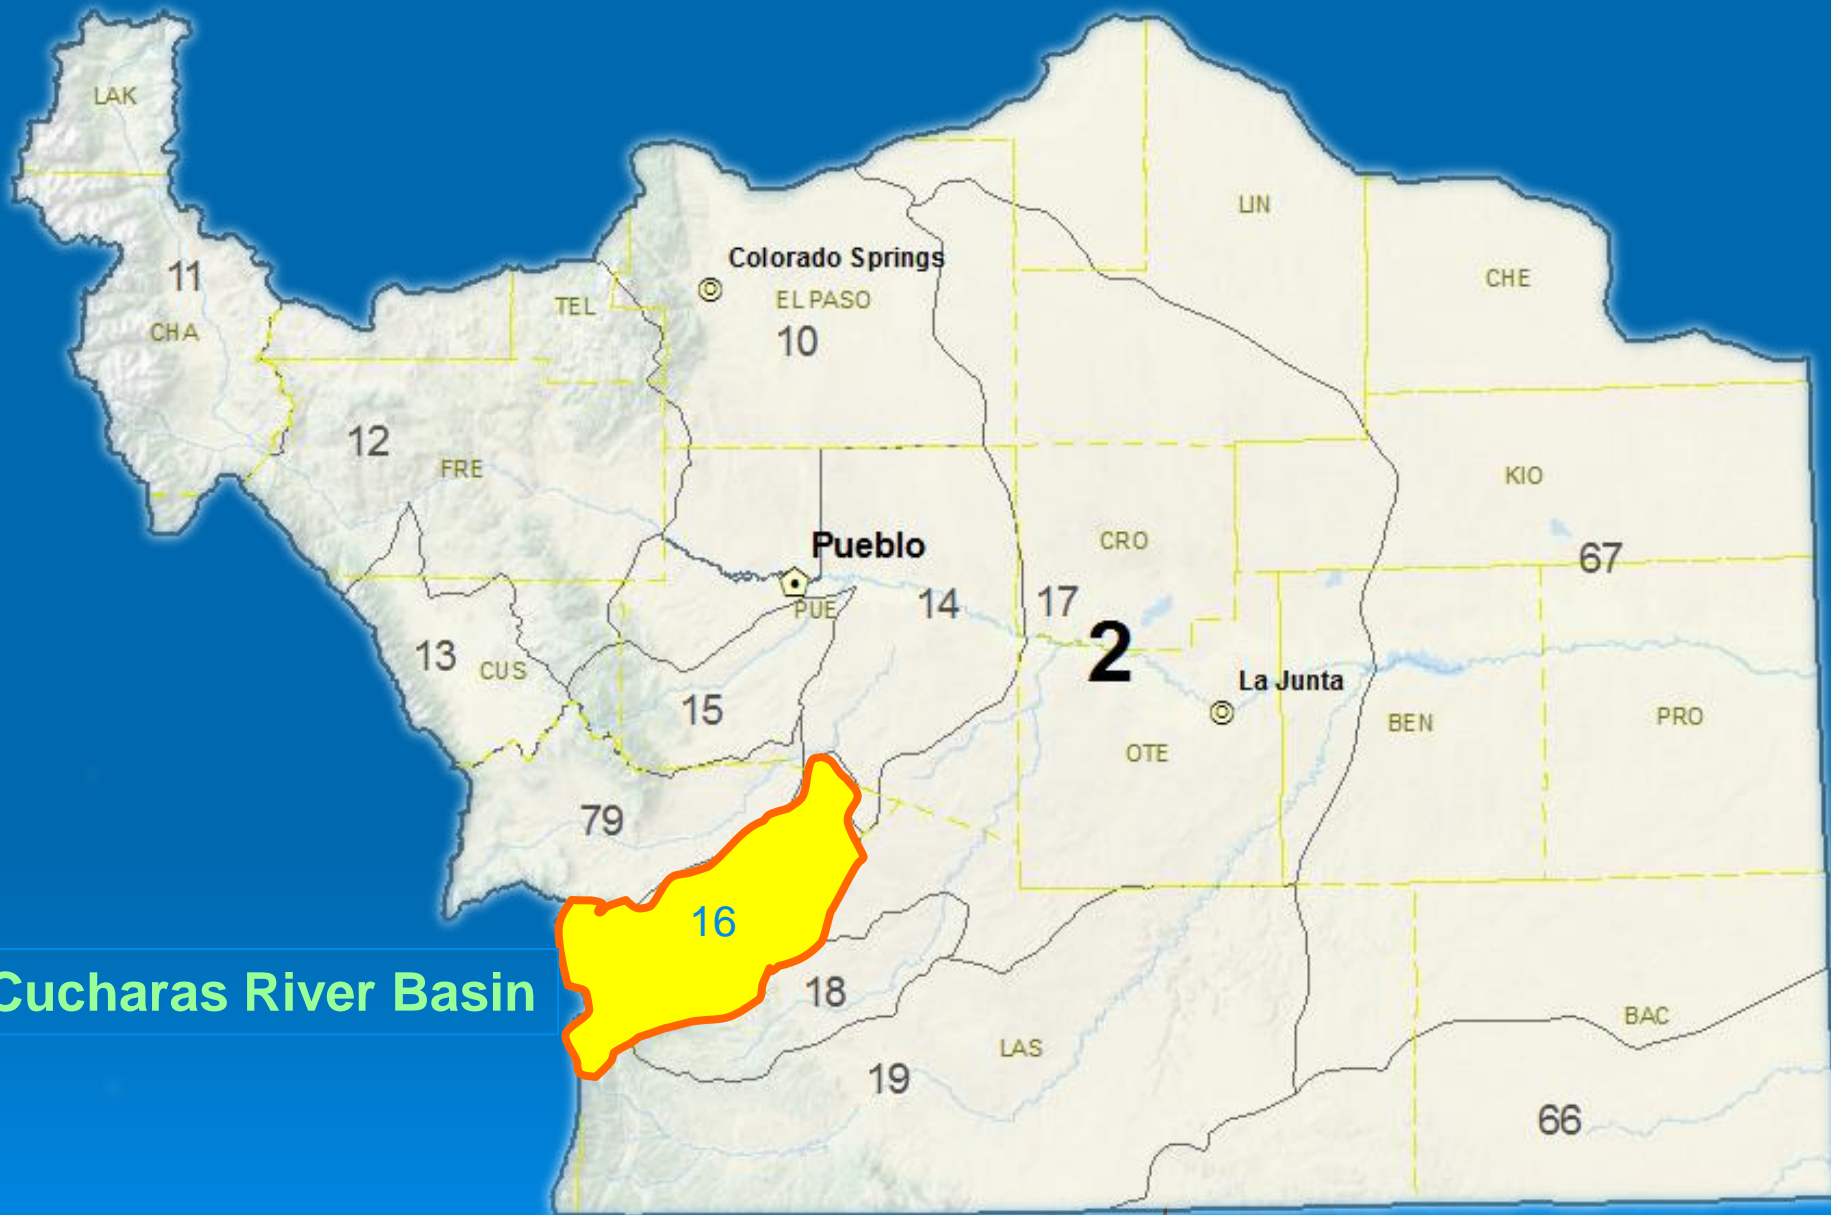 LAK
LIN
Colorado Springs
11
CHE
EL PASO
TEL
CHA
10
12
FRE
KIO
CRO
Pueblo
67
14
17
PUE
2
13
CUS
La Junta
15
PRO
BEN
OTE
79
16
Cucharas River Basin
18
BAC
LAS
19
66